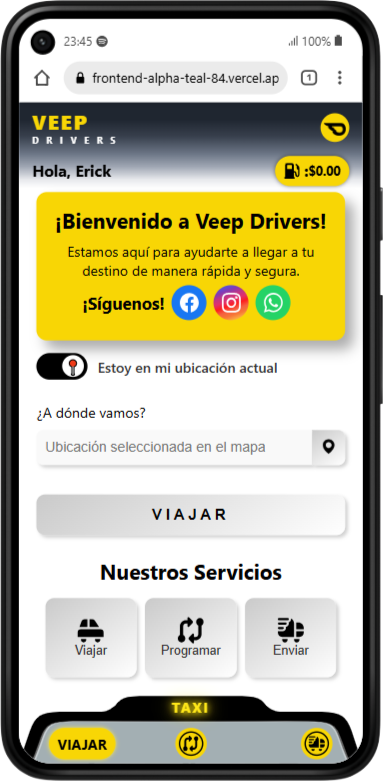 23:45
100%
frontend-alpha-teal-84.vercel.ap
1
VEEP
DRIVERS
Hola, Erick
:$0.00
¡Bienvenido a Veep Drivers!
Estamos aquí para ayudarte a llegar a tu
destino de manera rápida y segura.
¡Síguenos!
Estoy en mi ubicación actual
¿A dónde vamos?
Ubicación seleccionada en el mapa
VIAJAR
Nuestros Servicios
Viajar
Programar
Enviar
TAXI
VIAJAR